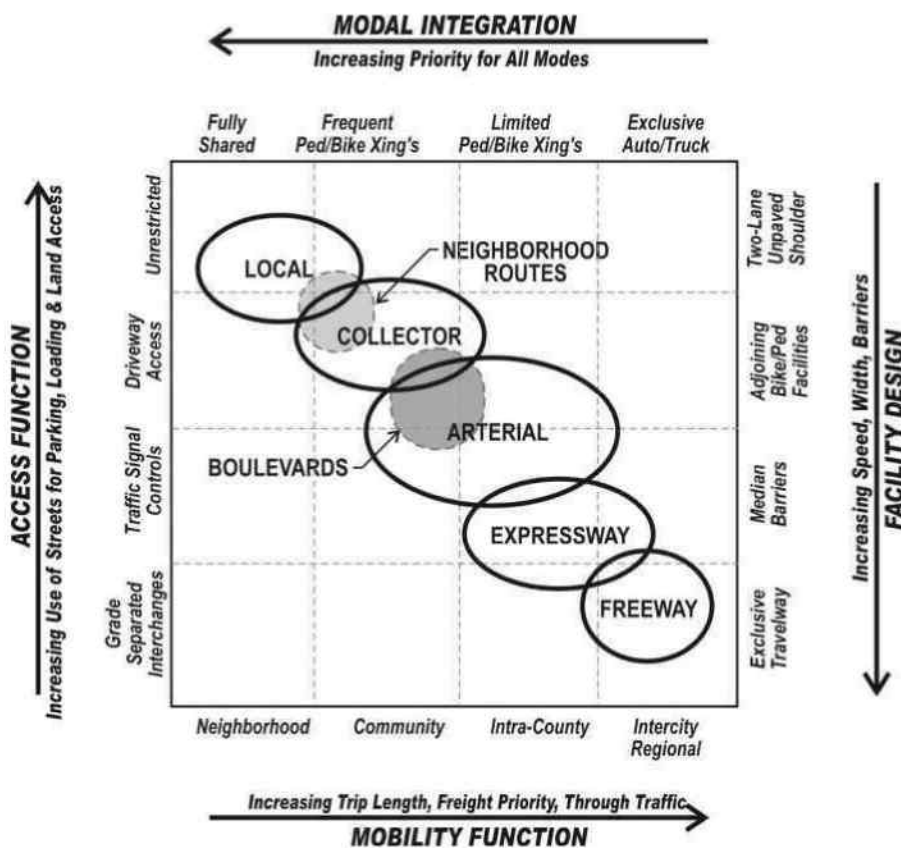 MODAL INTEGRATION
Increasing Priority for All Modes
Fully
Shared
Frequent
Ped/Bike Xing's
Limited
Ped/Bike Xing's
Exclusive
Auto/Truck
ACCESS FUNCTION
Increasing Use of Streets for Parking, Loading & Land Access
Unrestricted
Driveway
Access
Traffic Signal
Controls
Grade
Separated
Interchanges
LOCAL
NEIGHBORHOOD
ROUTES
COLLECTOR
ARTERIAL
BOULEVARDS
EXPRESSWAY
FREEWAY
Two-Lane
Unpaved
Shoulder
Adjoining
Bike/Ped
Facilities
Median
Barriers
Exclusive
Travelway
Increasing Speed, Width, Barriers
FACILITY DESIGN
Neighborhood
Community
Intra-County
Intercity
Regional
Increasing Trip Length, Freight Priority, Through Traffic
MOBILITY FUNCTION